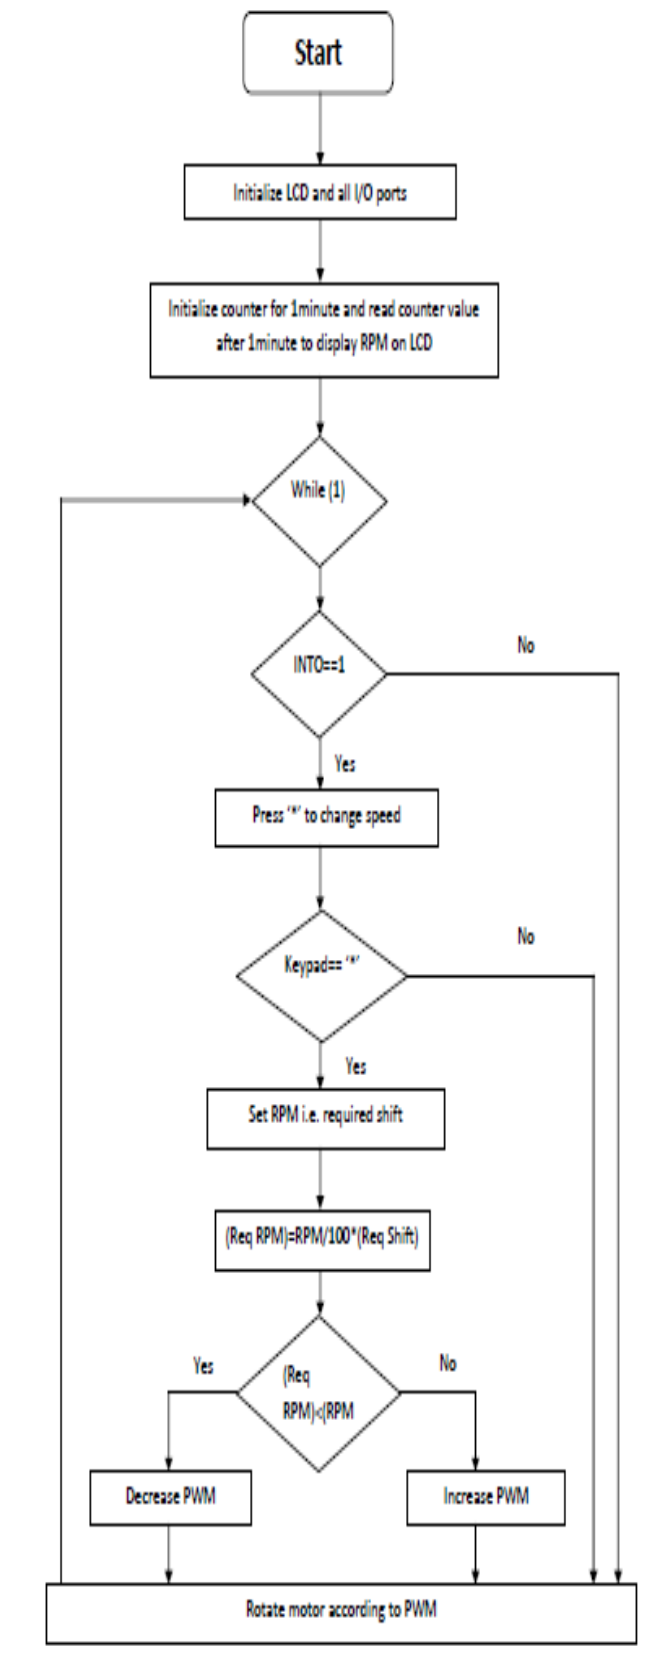 Start
Initialize LCD and all I/O ports
Initialize counter for 1minute and read counter value
after 1minute to display RPM on LCD
While (1)
INTO==1
No
Yes
Press ‘*’ to change speed
Keypad== ‘*’
No
Yes
Set RPM i.e. required shift
(Req RPM)=RPM/100*(Req Shift)
Yes
No
(Req
RPM)<(RPM
Decrease PWM
Increase PWM
Rotate motor according to PWM